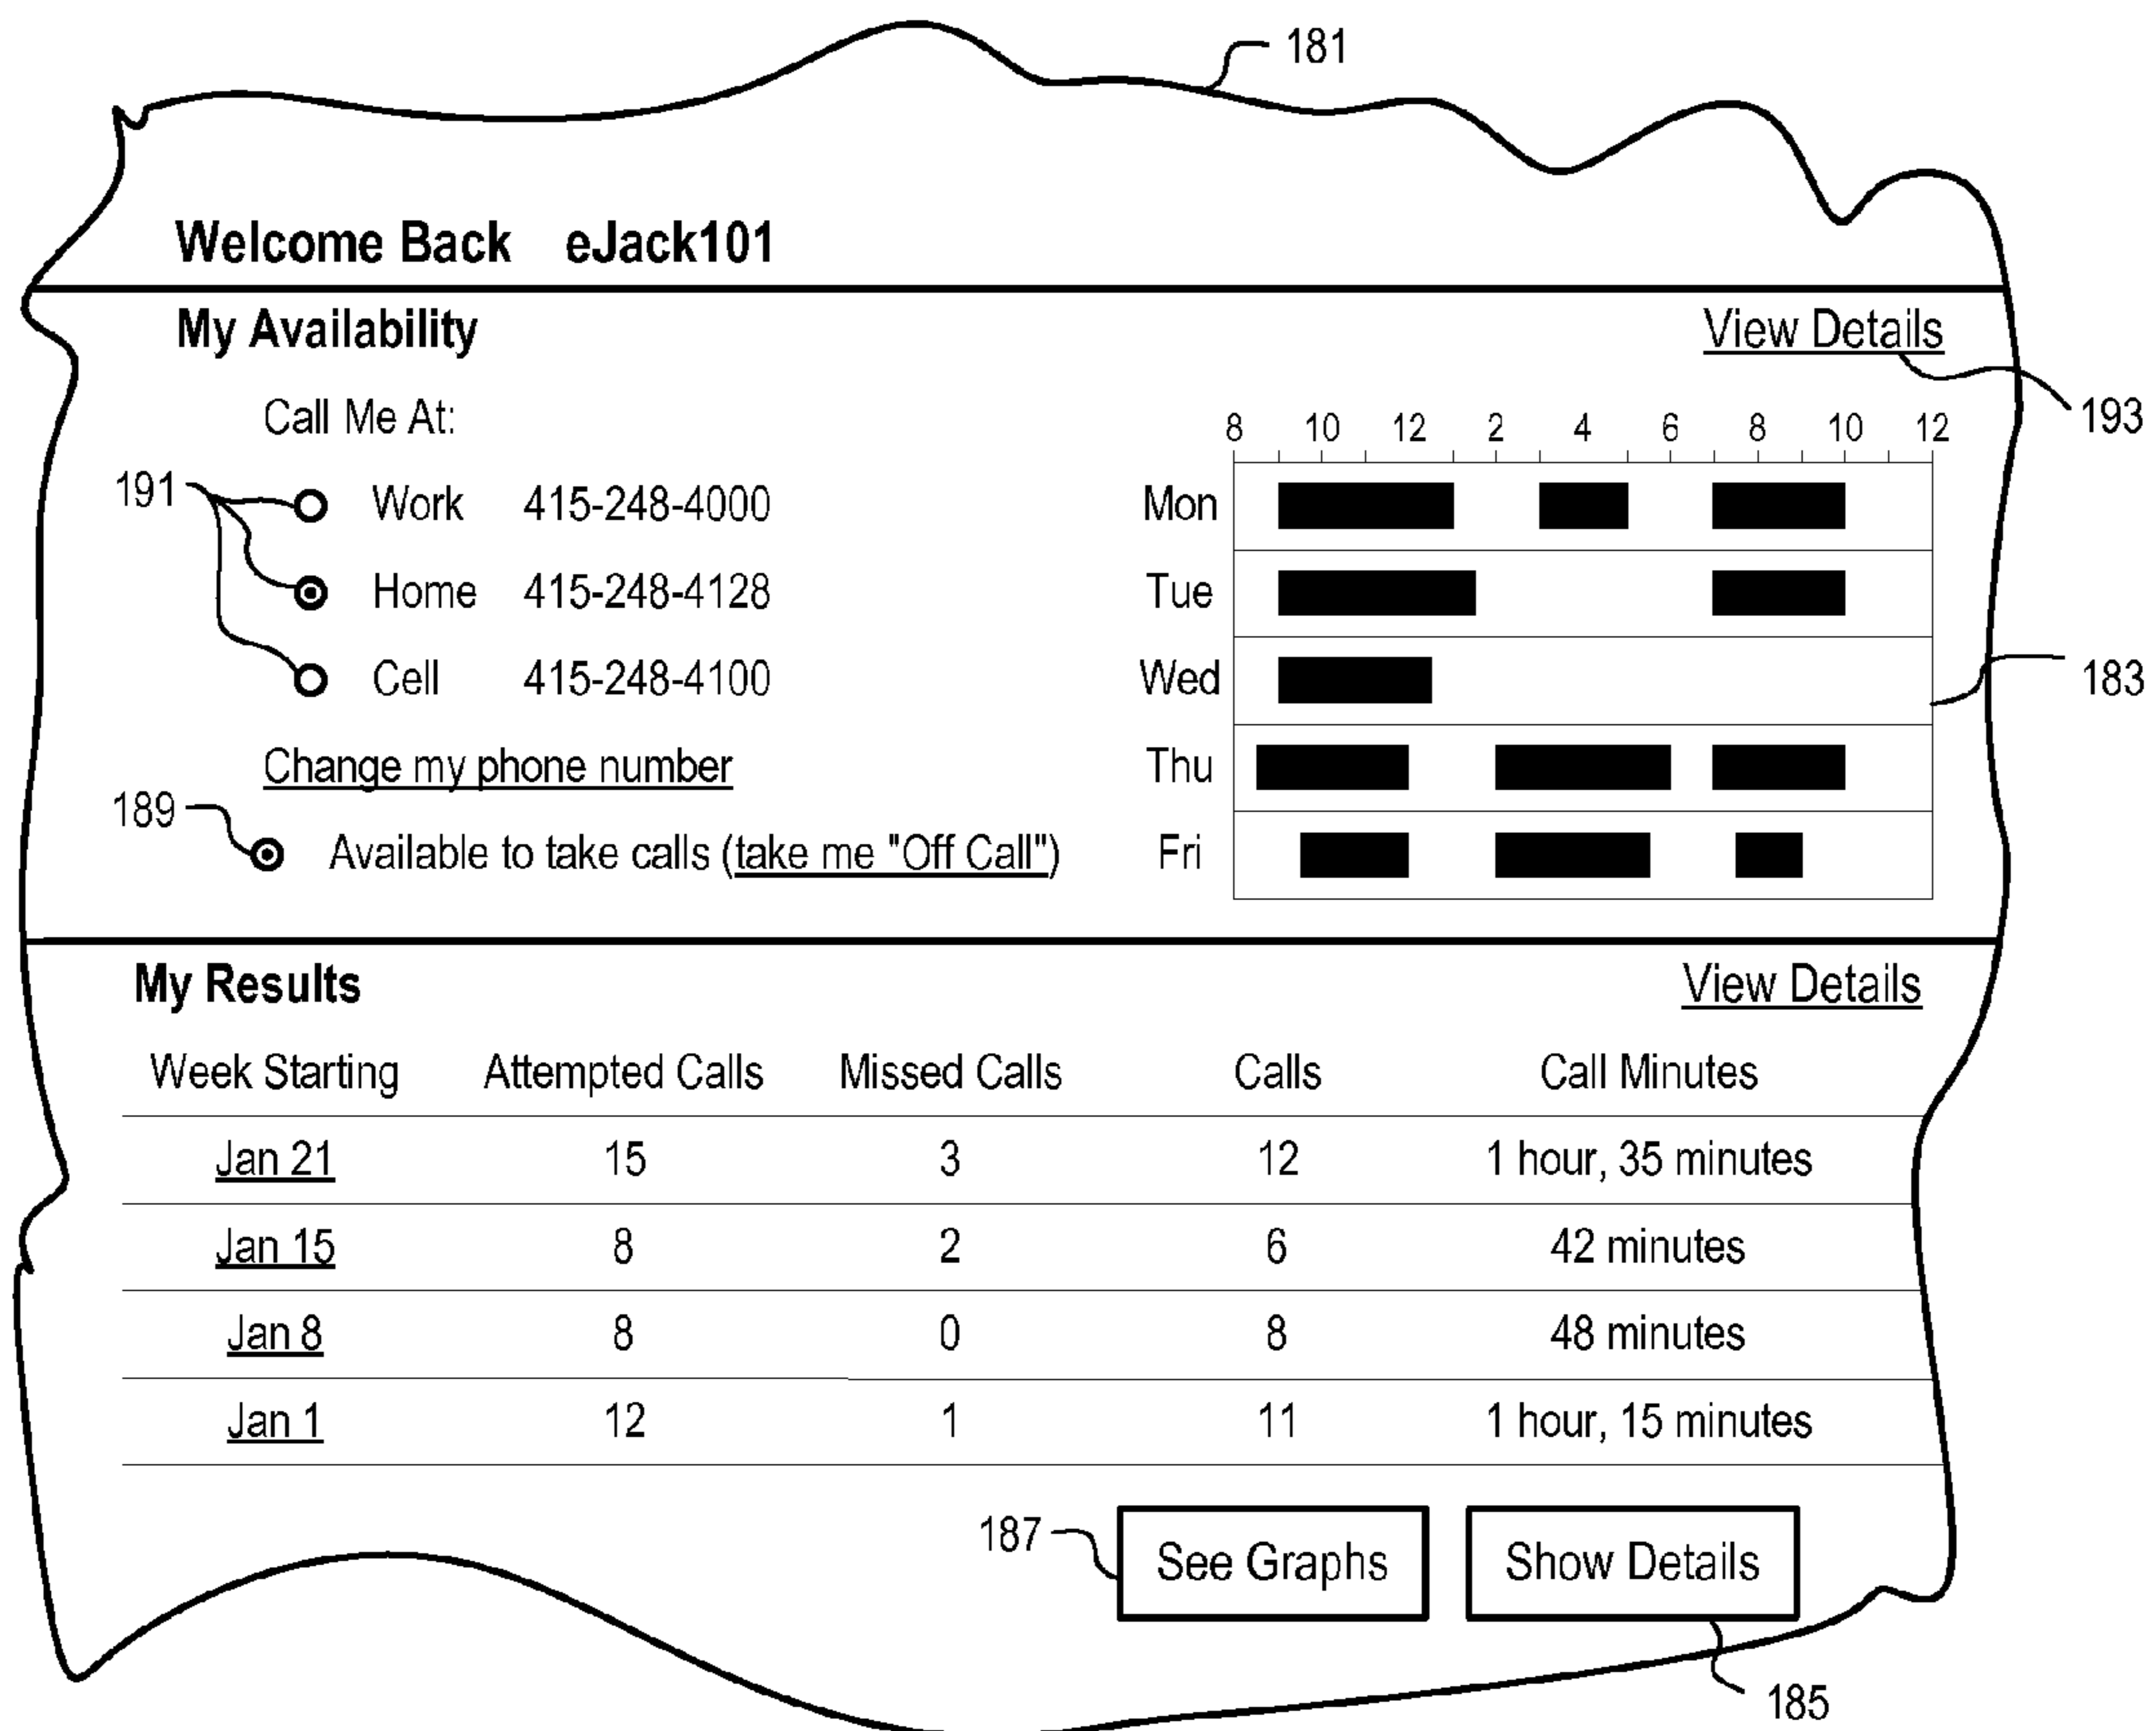 181
Welcome Back eJack101
My Availability View Details
193
Call Me At:
8 10 12 2 4 6 8 10 12
191 Work 415-248-4000 Mon
Home 415-248-4128 Tue
Cell 415-248-4100 Wed
183
Change my phone number Thu
189
Available to take calls (take me "Off Call") Fri
My Results View Details
Week Starting Attempted Calls Missed Calls Calls Call Minutes
Jan 21 15 3 12 1 hour, 35 minutes
Jan 15 8 2 6 42 minutes
Jan 8 8 0 8 48 minutes
Jan 1 12 1 11 1 hour, 15 minutes
187 See Graphs Show Details
185